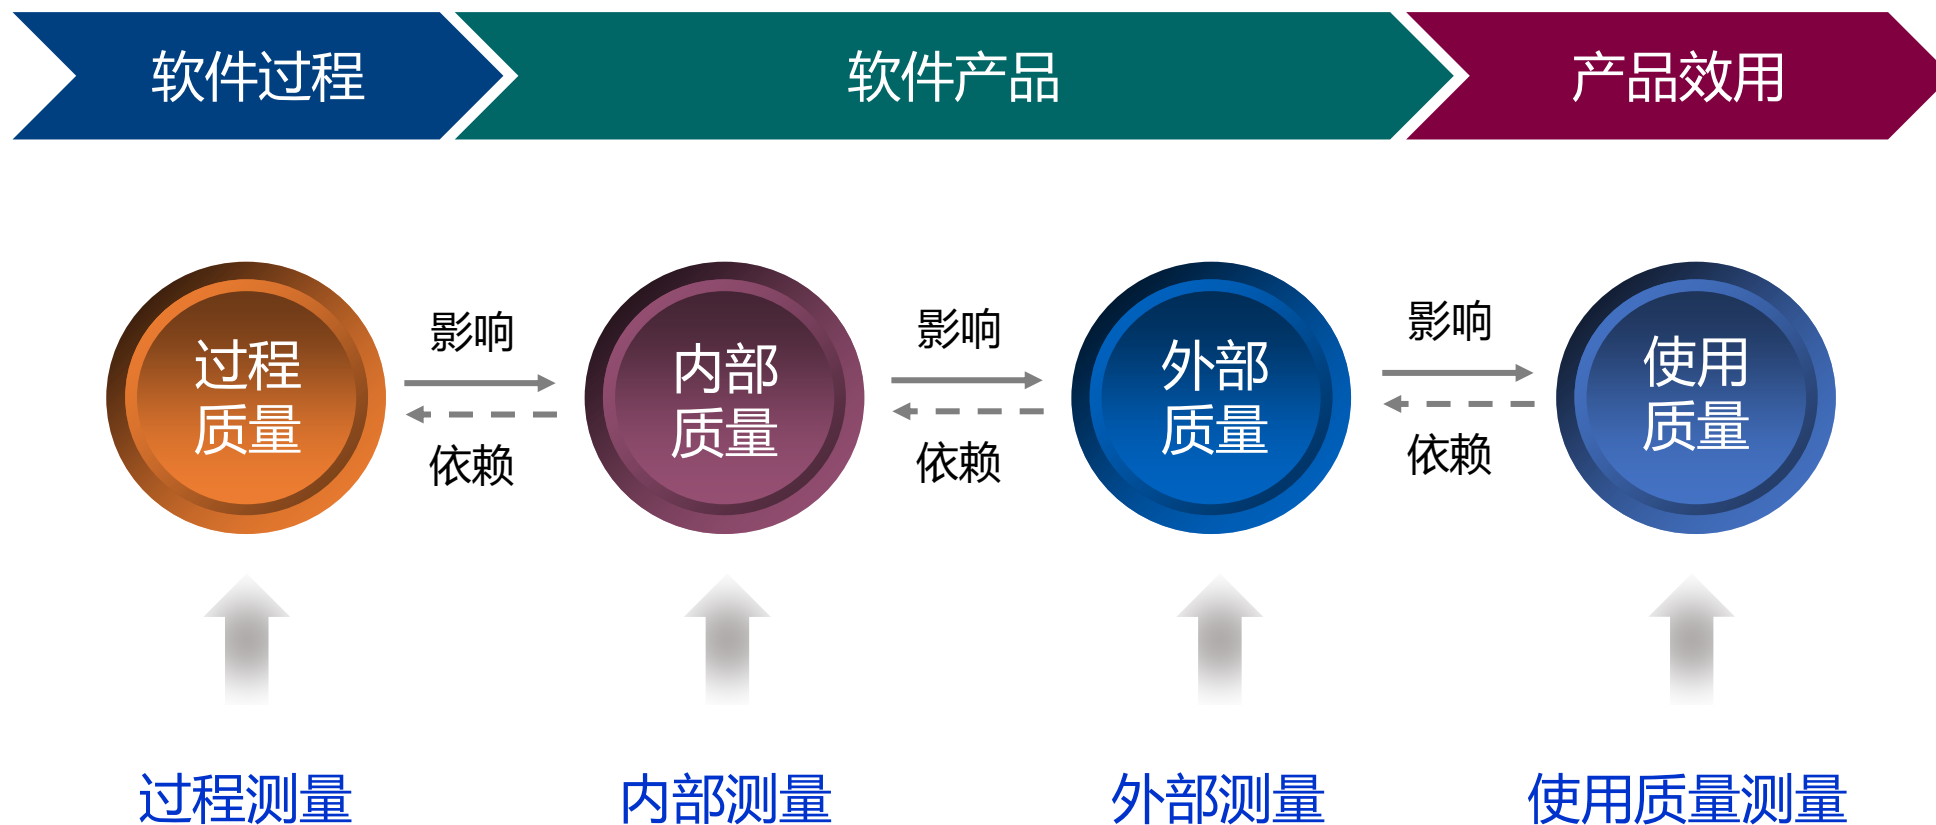 软件过程
软件产品
产品效用
过程
质量
影响
依赖
内部
质量
影响
依赖
外部
质量
影响
依赖
使用
质量
过程测量
内部测量
外部测量
使用质量测量